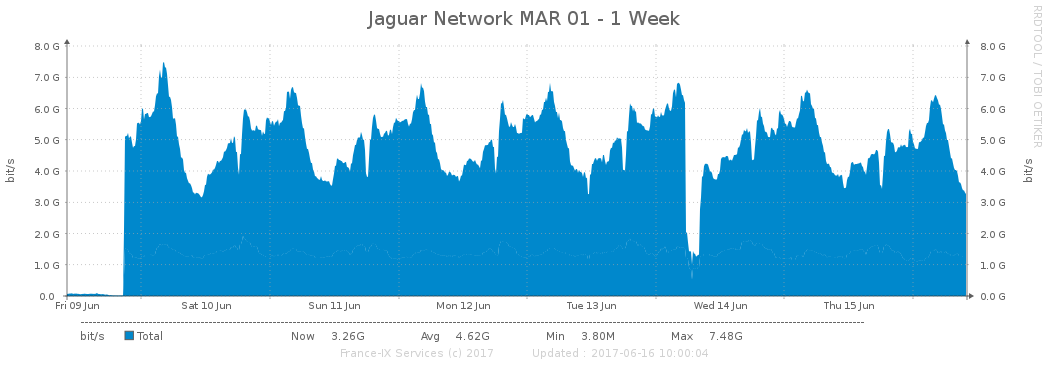 Jaguar Network MAR 01 - 1 Week
RRDTOOL / TOBI OETIKER
bit/s
8.0 G 8.0 G
7.0 G 7.0 G
6.0 G 6.0 G
5.0 G 5.0 G
4.0 G 4.0 G
3.0 G 3.0 G
2.0 G 2.0 G
1.0 G 1.0 G
0.0 0.0 G
bit/s
Fri 09 Jun Sat 10 Jun Sun 11 Jun Mon 12 Jun Tue 13 Jun Wed 14 Jun Thu 15 Jun
bit/s Total Now 3.26G Avg 4.62G Min 3.80M Max 7.48G
France-IX Services (c) 2017 Updated : 2017-06-16 10:00:04